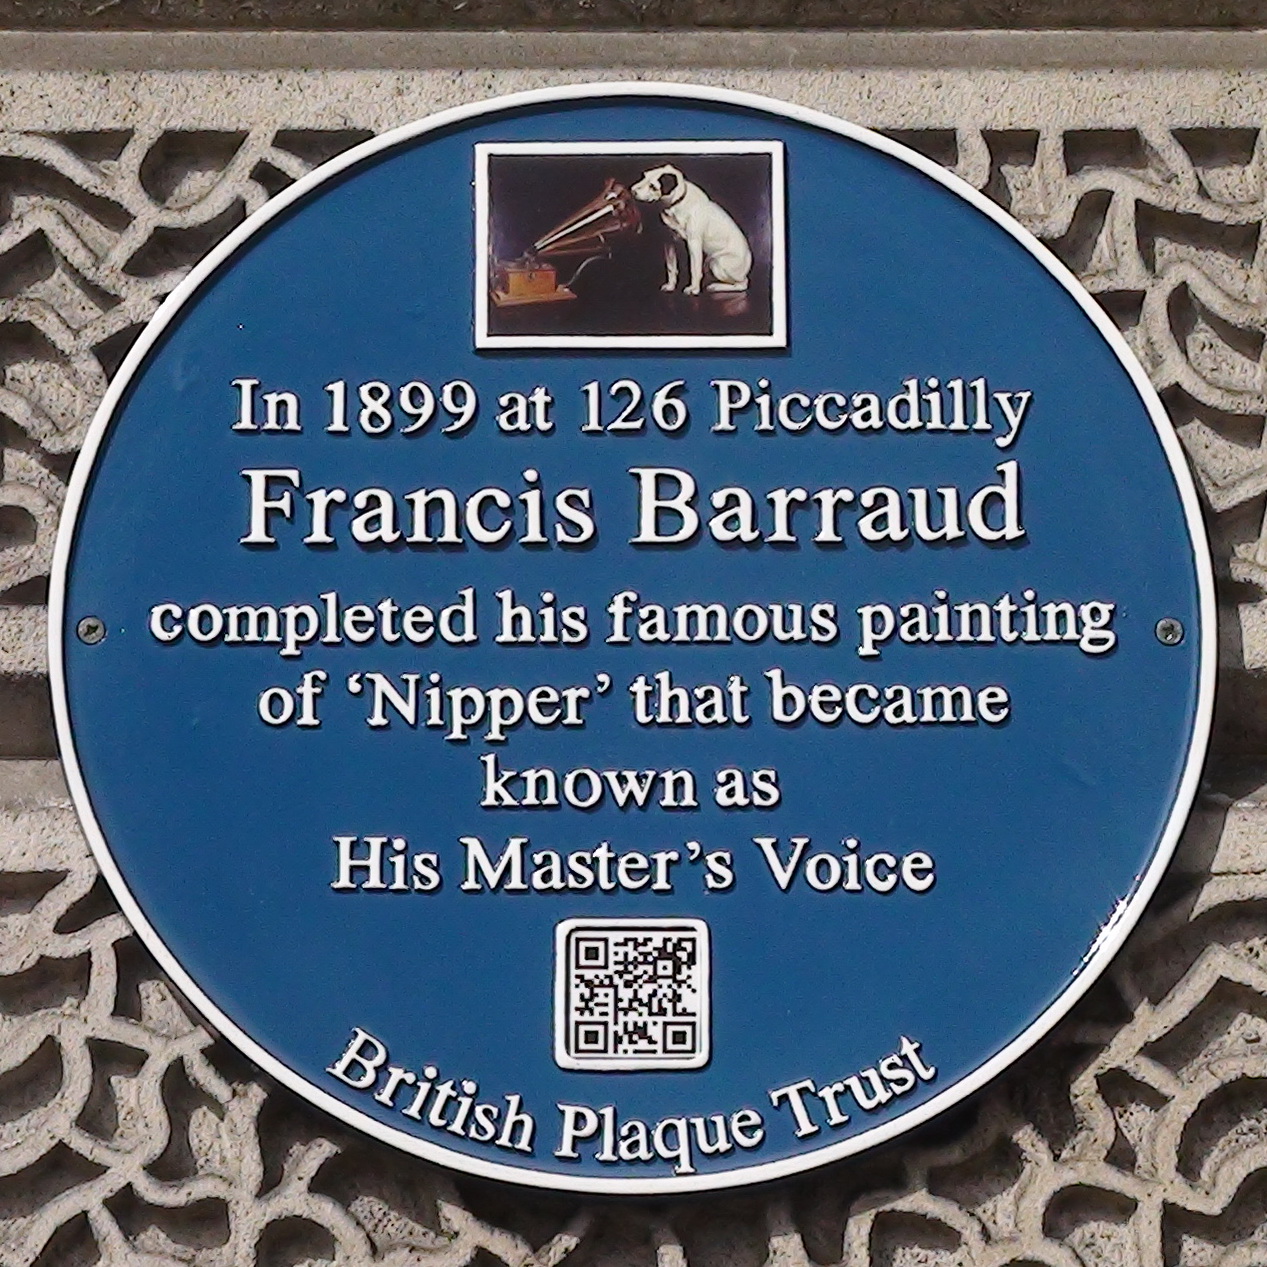 In 1899 at 126 Piccadilly
Francis Barraud
completed his famous painting
of ‘Nipper’ that became
known as
His Master’s Voice
British Plaque Trust